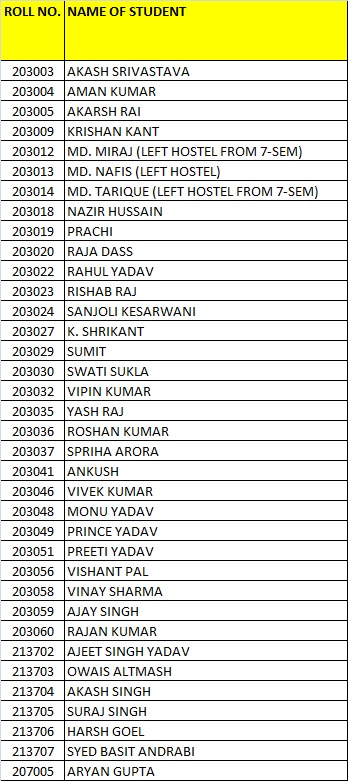 ROLL NO. NAME OF STUDENT
203003 AKASH SRIVASTAVA
203004 AMAN KUMAR
203005 AKARSH RAI
203009 KRISHAN KANT
203012 MD. MIRAJ (LEFT HOSTEL FROM 7-SEM)
203013 MD. NAFIS (LEFT HOSTEL)
203014 MD. TARIQUE (LEFT HOSTEL FROM 7-SEM)
203018 NAZIR HUSSAIN
203019 PRACHI
203020 RAJA DASS
203022 RAHUL YADAV
203023 RISHAB RAJ
203024 SANJOLI KESARWANI
203027 K. SHRIKANT
203029 SUMIT
203030 SWATI SUKLA
203032 VIPIN KUMAR
203035 YASH RAJ
203036 ROSHAN KUMAR
203037 SPRIHA ARORA
203041 ANKUSH
203046 VIVEK KUMAR
203048 MONU YADAV
203049 PRINCE YADAV
203051 PREETI YADAV
203056 VISHANT PAL
203058 VINAY SHARMA
203059 AJAY SINGH
203060 RAJAN KUMAR
213702 AJEET SINGH YADAV
213703 OWAIS ALTMASH
213704 AKASH SINGH
213705 SURAJ SINGH
213706 HARSH GOEL
213707 SYED BASIT ANDRABI
207005 ARYAN GUPTA